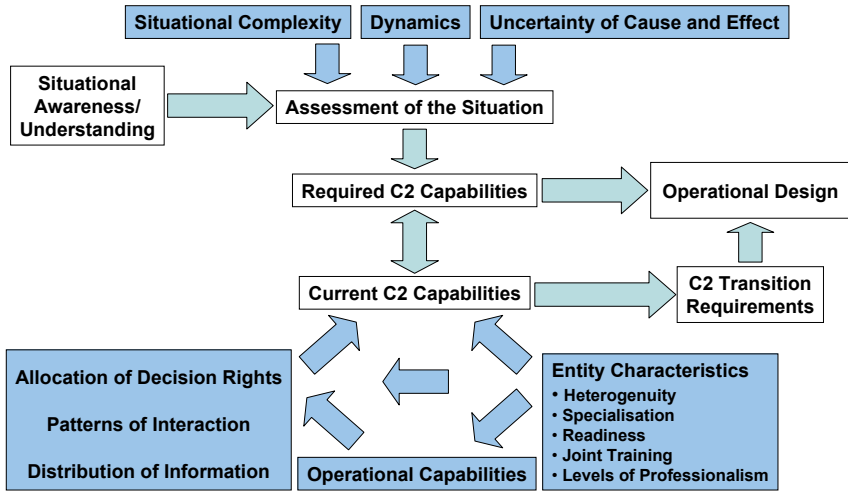 Situational Complexity
Dynamics
Uncertainty of Cause and Effect
Situational
Awareness/
Understanding
Assessment of the Situation
Required C2 Capabilities
Operational Design
Current C2 Capabilities
C2 Transition
Requirements
Allocation of Decision Rights
Patterns of Interaction
Distribution of Information
Operational Capabilities
Entity Characteristics
• Heterogenuity
• Specialisation
• Readiness
• Joint Training
• Levels of Professionalism